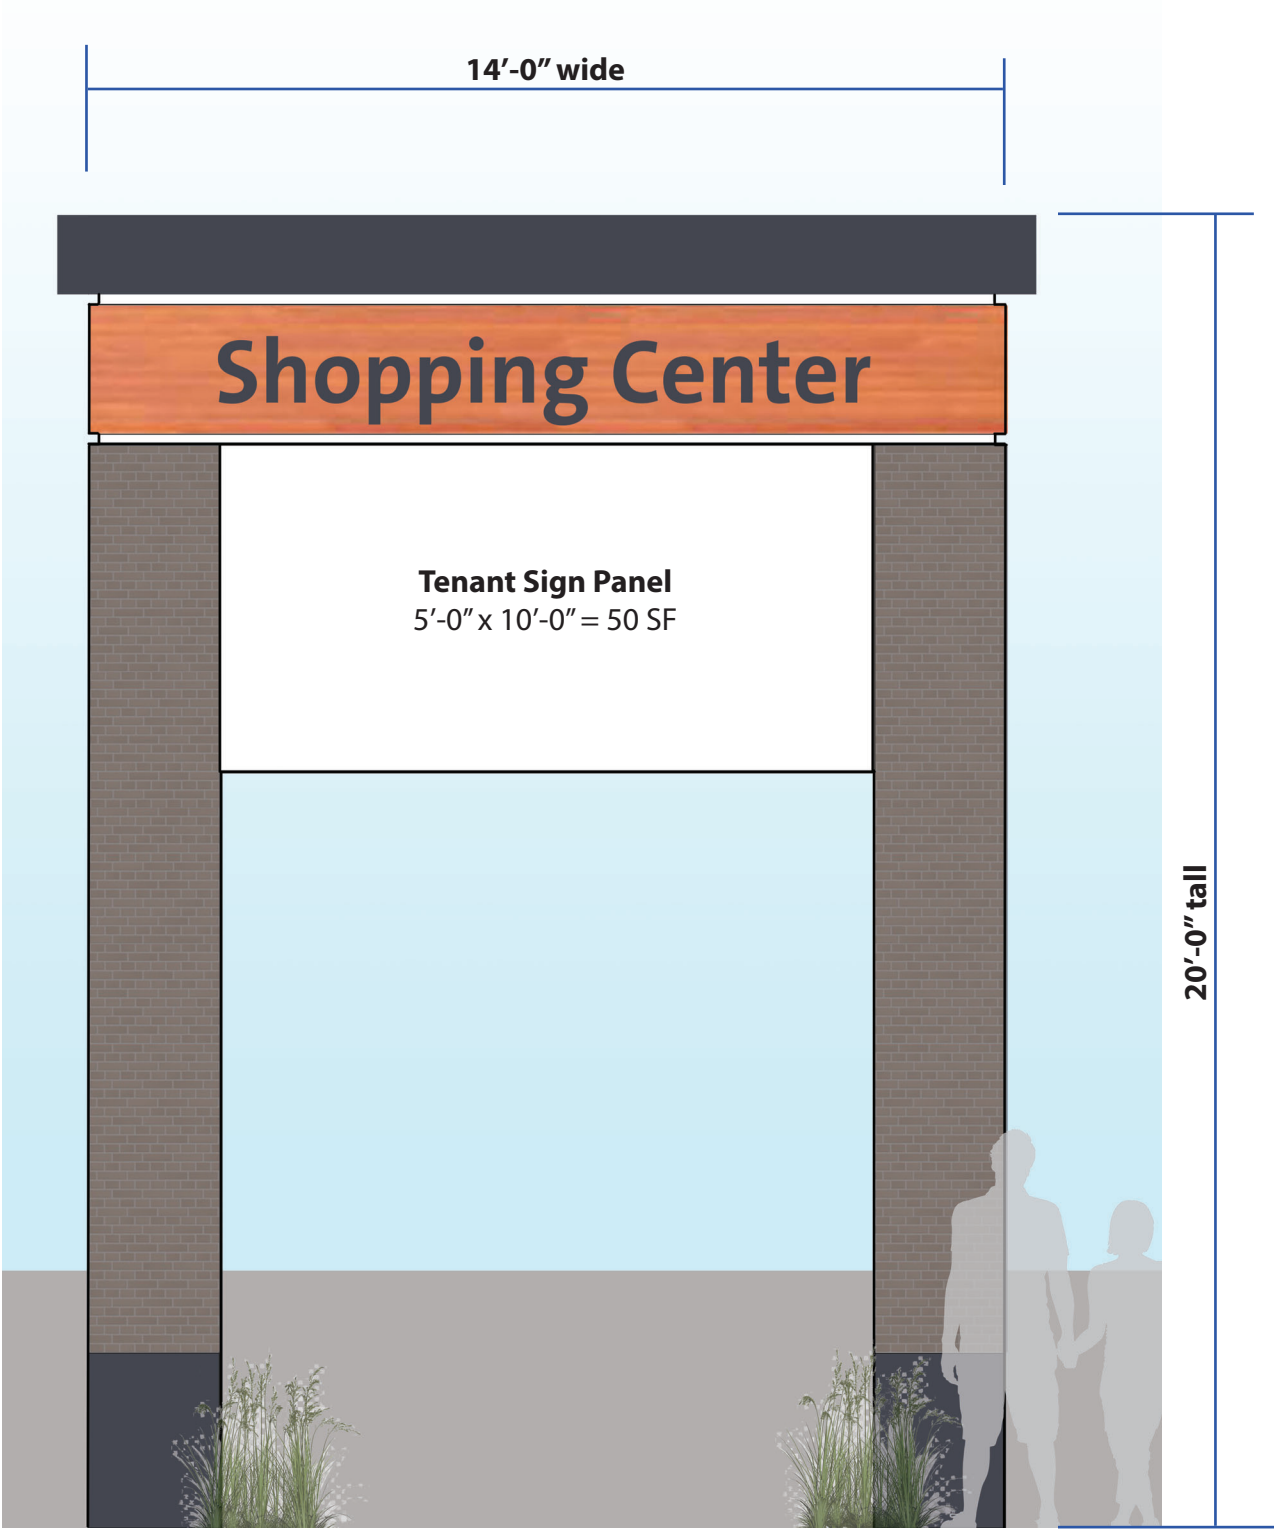 14′-0″ wide
Shopping Center
Tenant Sign Panel
5′-0″ x 10′-0″ = 50 SF
20′-0″ tall